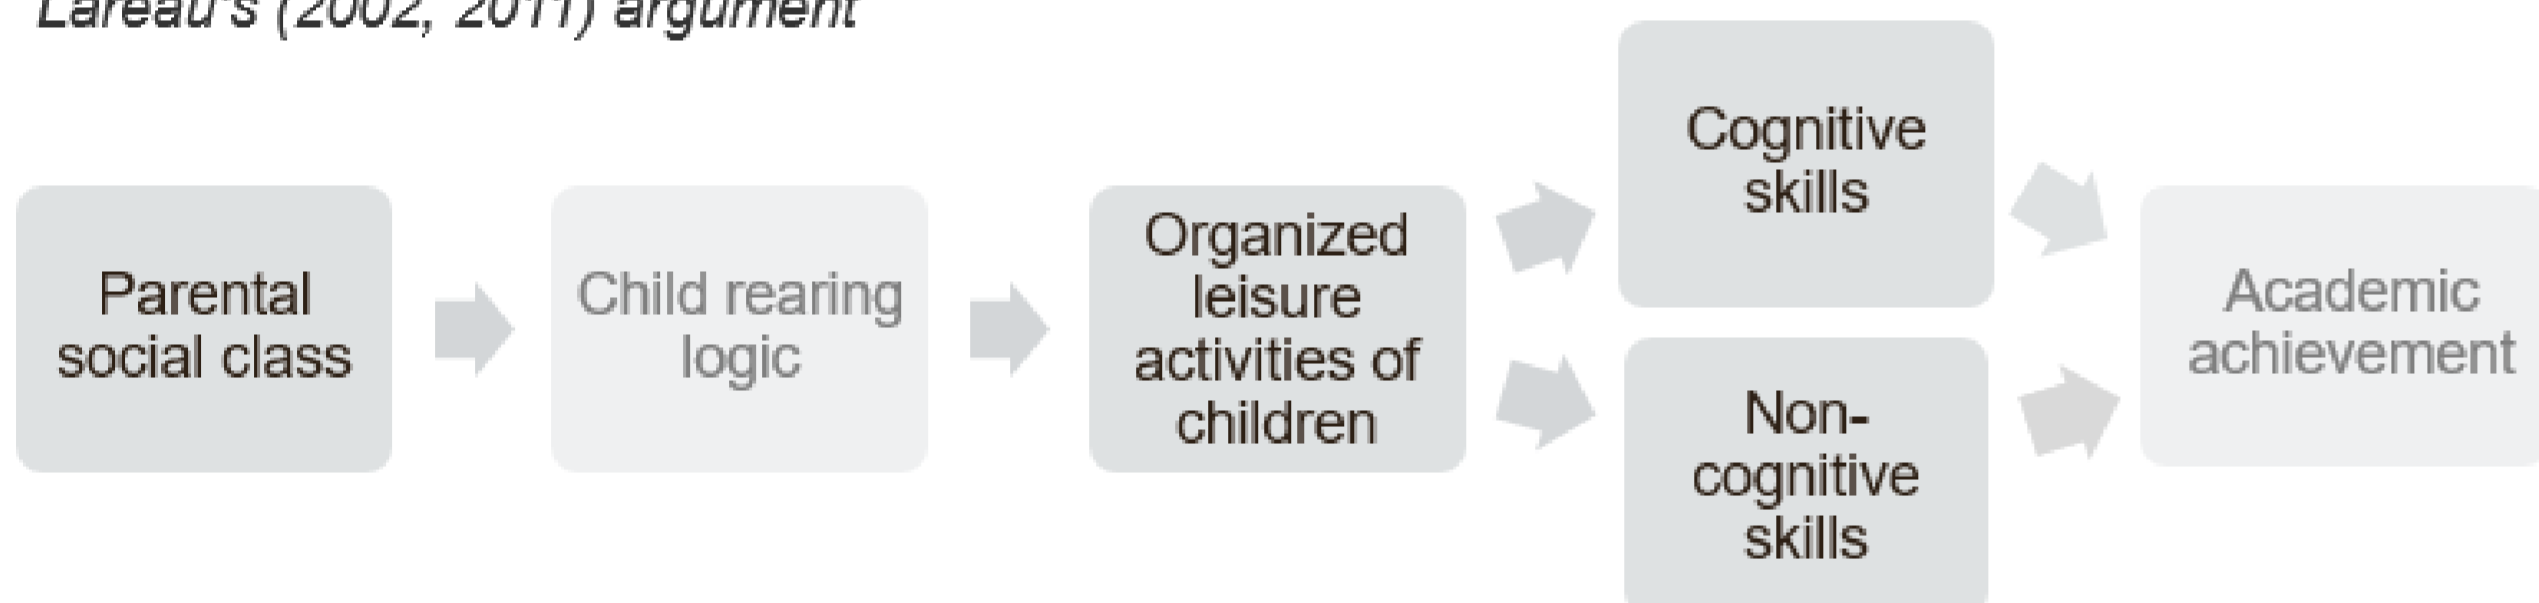 Lareau's (2002, 2011) argument
Parental
social class
Child rearing
logic
Organized
leisure
activities of
children
Cognitive
skills
Non-
cognitive
skills
Academic
achievement